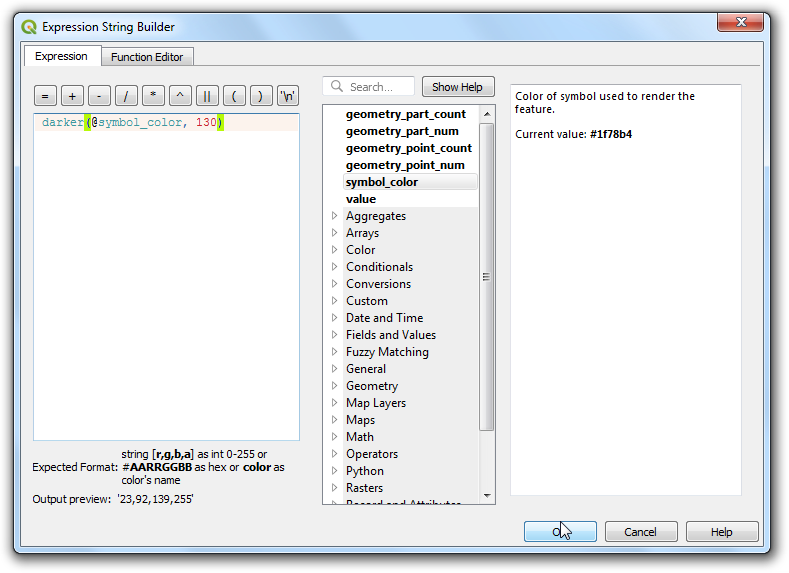 Expression String Builder
Expression
Function Editor
= + - / * ^ || ( ) '\n'
darker(@symbol_color, 130)
Expected Format:
string [r,g,b,a] as int 0-255 or
#AARRGGBB as hex or color as
color's name
Output preview: '23,92,139,255'
Search...
Show Help
geometry_part_count
geometry_part_num
geometry_point_count
geometry_point_num
symbol_color
value
Aggregates
Arrays
Color
Conditionals
Conversions
Custom
Date and Time
Fields and Values
Fuzzy Matching
General
Geometry
Map Layers
Maps
Math
Operators
Python
Rasters
Record and Attributes
Color of symbol used to render the
feature.
Current value: #1f78b4
Cancel
Help